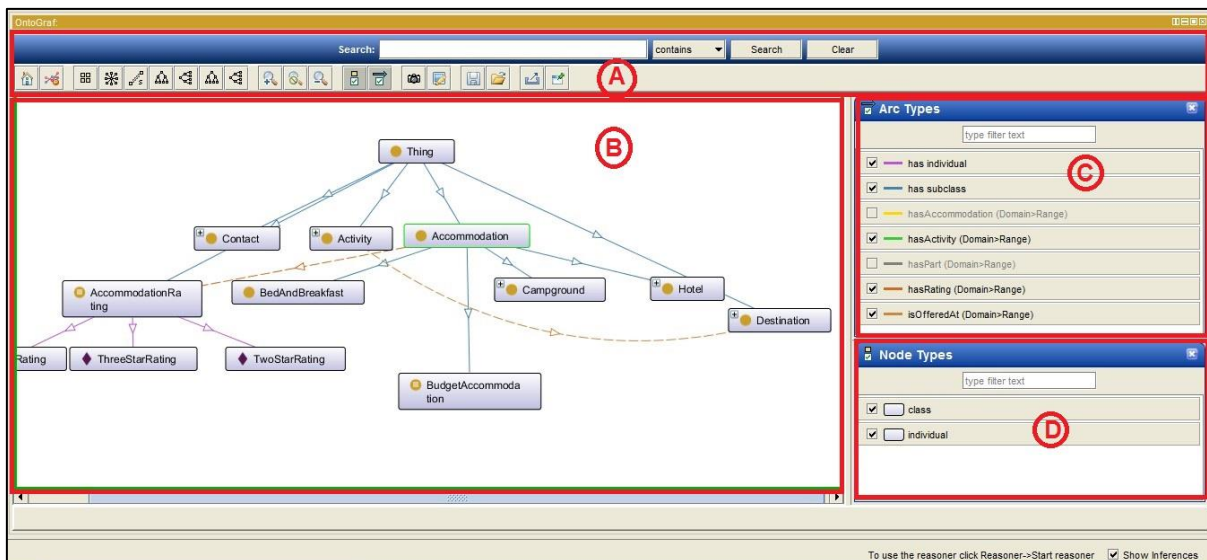 OntoGraf:
Search:
contains
Search
Clear
A
B
Thing
Contact
Activity
Accommodation
AccommodationRa
ting
BedAndBreakfast
Campground
Hotel
Destination
Rating
ThreeStarRating
TwoStarRating
BudgetAccommoda
tion
Arc Types
type filter text
C
has individual
has subclass
hasAccommodation (Domain>Range)
hasActivity (Domain>Range)
hasPart (Domain>Range)
hasRating (Domain>Range)
isOfferedAt (Domain>Range)
Node Types
type filter text
class
individual
D
To use the reasoner click Reasoner->Start reasoner Show Inferences